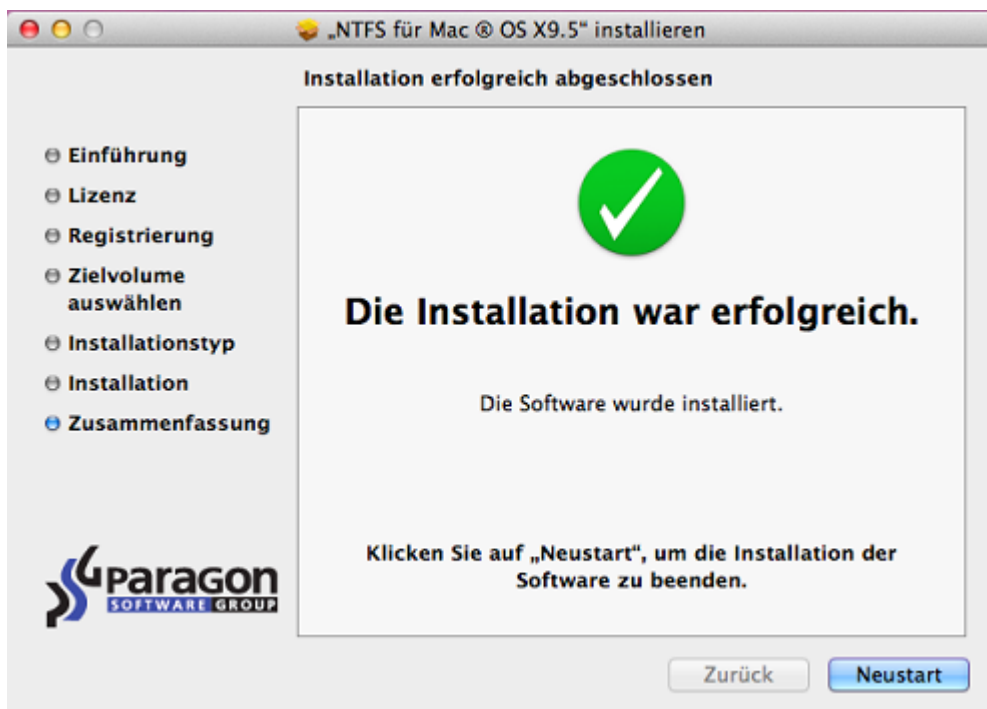 „NTFS für Mac ® OS X9.5“ installieren
Installation erfolgreich abgeschlossen
Einführung
Lizenz
Registrierung
Zielvolume
auswählen
Installationstyp
Installation
Zusammenfassung
Die Installation war erfolgreich.
Die Software wurde installiert.
Klicken Sie auf „Neustart“, um die Installation der
Software zu beenden.
paragon
SOFTWARE GROUP
Zurück
Neustart